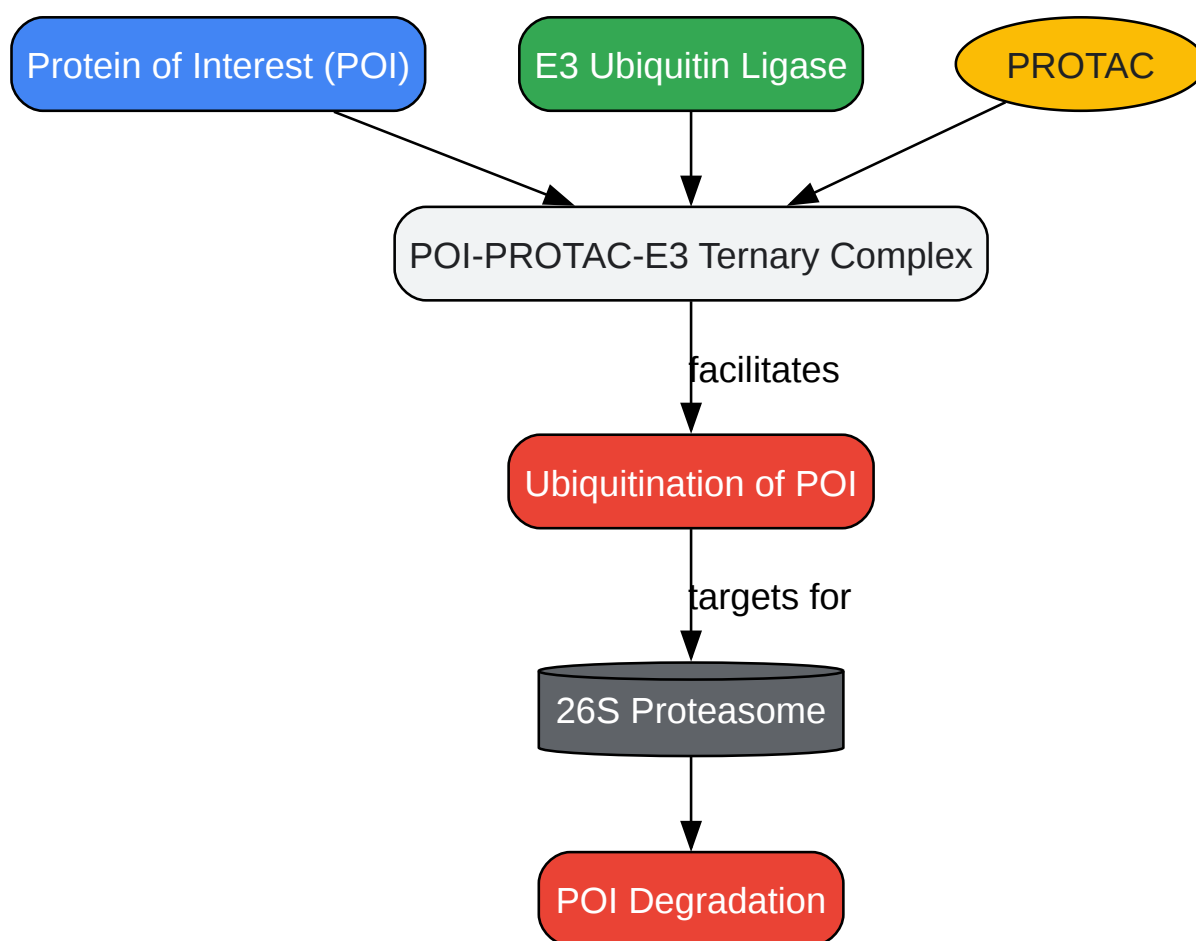 Protein of Interest (POI)
E3 Ubiquitin Ligase
PROTAC
POI-PROTAC-E3 Ternary Complex
facilitates
Ubiquitination of POI
targets for
26S Proteasome
POI Degradation